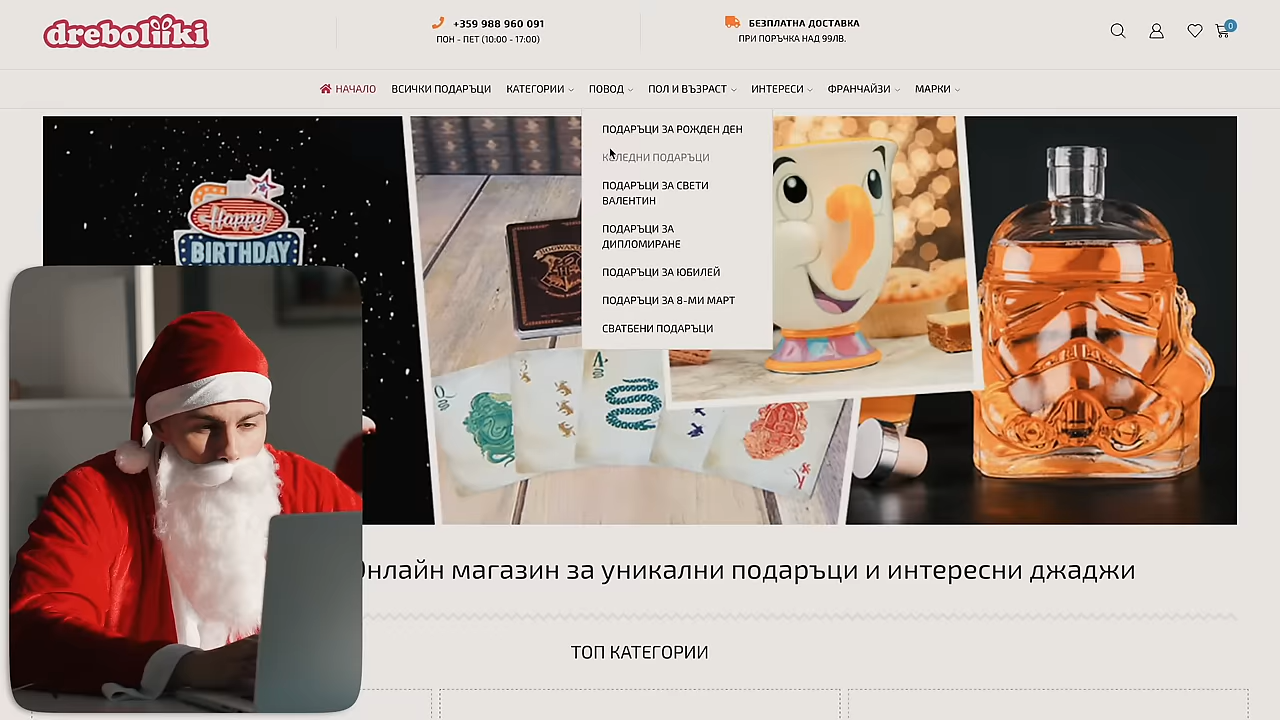 dreboliiki
+359 988 960 091
ПОН - ПЕТ (10:00 - 17:00)
БЕЗПЛАТНА ДОСТАВКА
ПРИ ПОРЪЧКА НАД 99ЛВ.
0
НАЧАЛО ВСИЧКИ ПОДАРЪЦИ КАТЕГОРИИ ПОВОД ПОЛ И ВЪЗРАСТ ИНТЕРЕСИ ФРАНЧАЙЗИ МАРКИ
ПОДАРЪЦИ ЗА РОЖДЕН ДЕН
КОЛЕДНИ ПОДАРЪЦИ
ПОДАРЪЦИ ЗА СВЕТИ
ВАЛЕНТИН
ПОДАРЪЦИ ЗА
ДИПЛОМИРАНЕ
ПОДАРЪЦИ ЗА ЮБИЛЕЙ
ПОДАРЪЦИ ЗА 8-МИ МАРТ
СВАТБЕНИ ПОДАРЪЦИ
Happy
BIRTHDAY
HOGWARTS
Онлайн магазин за уникални подаръци и интересни джаджи
ТОП КАТЕГОРИИ